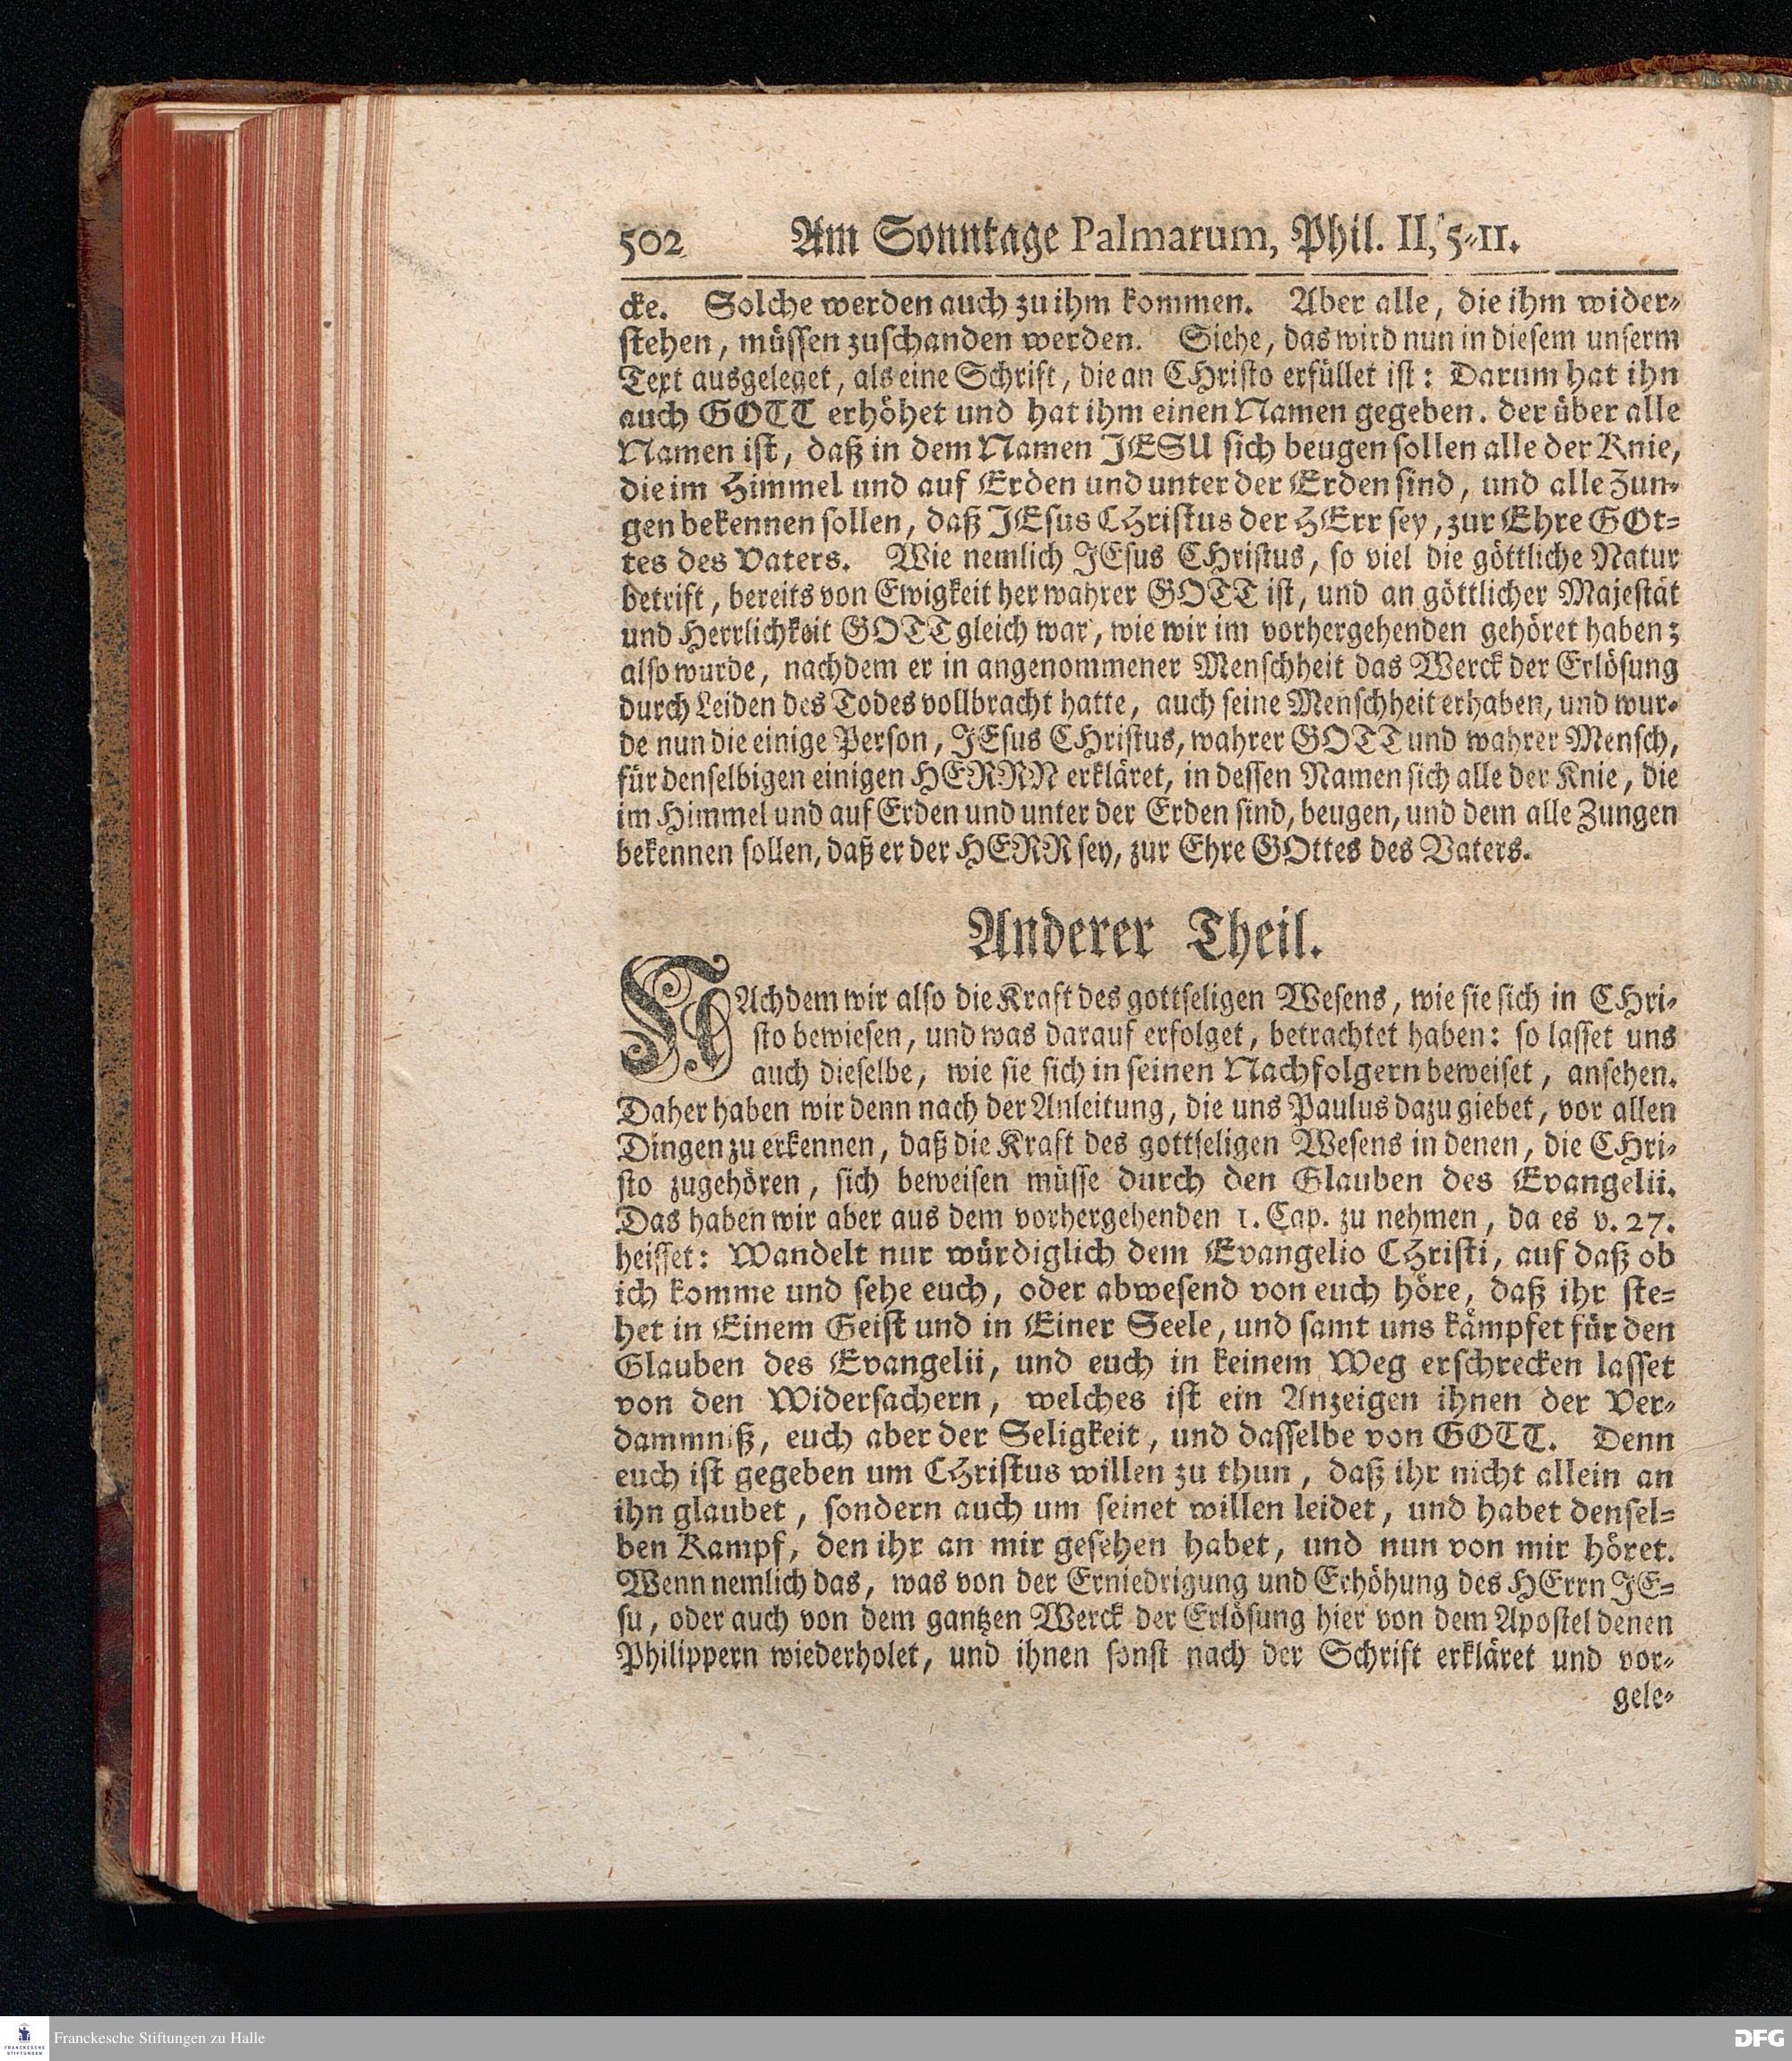 502 Am Sonntage Palmarum, Phil. II, 5-11.
cke. Solche werden auch zu ihm kommen. Aber alle, die ihm wider-
stehen, müssen zuschanden werden. Siehe, das wird nun in diesem unserm
Text ausgeleget, als eine Schrift, die an CHristo erfüllet ist: Darum hat ihn
auch GOTT erhöhet und hat ihm einen Namen gegeben. der über alle
Namen ist, daß in dem Namen JESU sich beugen sollen alle der Knie,
die im Himmel und auf Erden und unter der Erden sind, und alle Zun-
gen bekennen sollen, daß JEsus CHristus der HErr sey, zur Ehre GOt-
tes des Vaters. Wie nemlich JEsus CHristus, so viel die göttliche Natur
betrift, bereits von Ewigkeit her wahrer GOTT ist, und an göttlicher Majestät
und Herrlichkeit GOTT gleich war, wie wir im vorhergehenden gehöret haben;
also wurde, nachdem er in angenommener Menschheit das Werck der Erlösung
durch Leiden des Todes vollbracht hatte, auch seine Menschheit erhaben, und wur-
de nun die einige Person, JEsus CHristus, wahrer GOTT und wahrer Mensch,
für denselbigen einigen HERRN erkläret, in dessen Namen sich alle der Knie, die
im Himmel und auf Erden und unter der Erden sind, beugen, und dem alle Zungen
bekennen sollen, daß er der HERR sey, zur Ehre GOttes des Vaters.
Anderer Theil.
NAchdem wir also die Kraft des gottseligen Wesens, wie sie sich in CHri-
sto bewiesen, und was darauf erfolget, betrachtet haben: so lasset uns
auch dieselbe, wie sie sich in seinen Nachfolgern beweiset, ansehen.
Daher haben wir denn nach der Anleitung, die uns Paulus dazu giebet, vor allen
Dingen zu erkennen, daß die Kraft des gottseligen Wesens in denen, die CHri-
sto zugehören, sich beweisen müsse durch den Glauben des Evangelii.
Das haben wir aber aus dem vorhergehenden 1. Cap. zu nehmen, da es v. 27.
heisset: Wandelt nur würdiglich dem Evangelio CHristi, auf daß ob
ich komme und sehe euch, oder abwesend von euch höre, daß ihr ste-
het in Einem Geist und in Einer Seele, und samt uns kämpfet für den
Glauben des Evangelii, und euch in keinem Weg erschrecken lasset
von den Widersachern, welches ist ein Anzeigen ihnen der Ver-
dammniß, euch aber der Seligkeit, und dasselbe von GOTT. Denn
euch ist gegeben um CHristus willen zu thun, daß ihr nicht allein an
ihn glaubet, sondern auch um seinet willen leidet, und habet densel-
ben Kampf, den ihr an mir gesehen habet, und nun von mir höret.
Wenn nemlich das, was von der Erniedrigung und Erhöhung des HErrn JE-
su, oder auch von dem gantzen Werck der Erlösung hier von dem Apostel denen
Philippern wiederholet, und ihnen sonst nach der Schrift erkläret und vor-
gele-
FRANCKESCHE STIFTUNGEN
Franckesche Stiftungen zu Halle
DFG